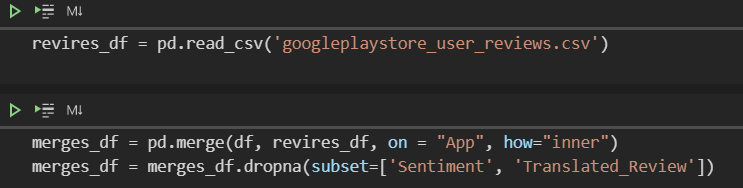 M↓
revires_df = pd.read_csv('googleplaystore_user_reviews.csv')
M↓
merges_df = pd.merge(df, revires_df, on = "App", how="inner")
merges_df = merges_df.dropna(subset=['Sentiment', 'Translated_Review'])